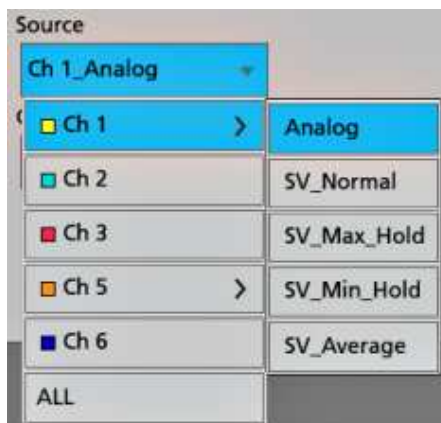 Source
Ch 1_Analog
Ch 1
Analog
Ch 2
SV_Normal
Ch 3
SV_Max_Hold
Ch 5
SV_Min_Hold
Ch 6
SV_Average
ALL